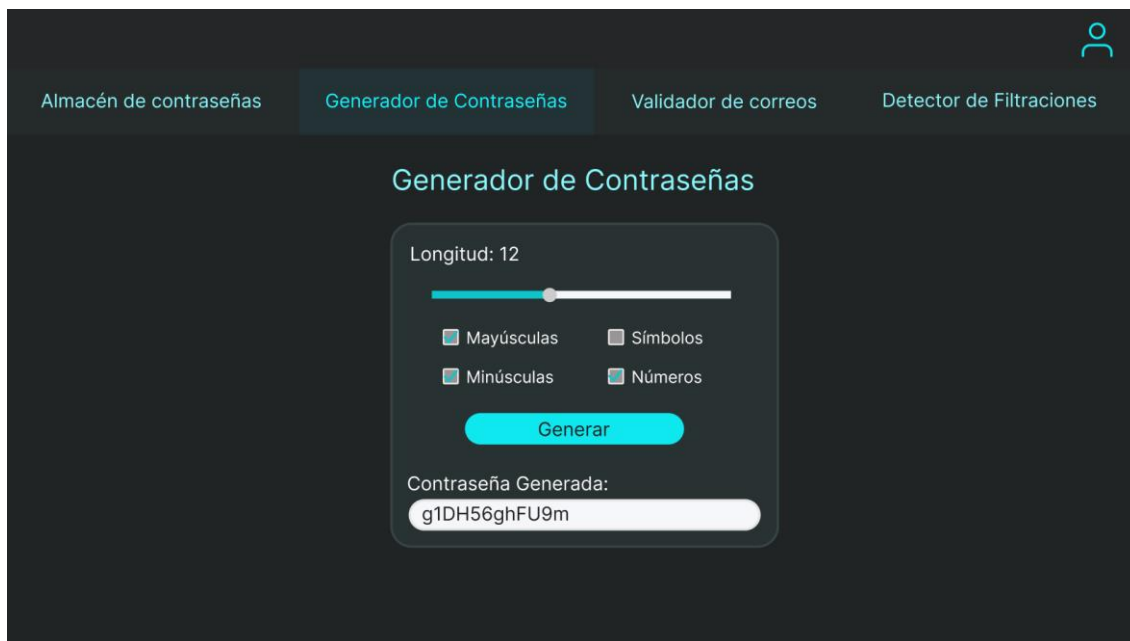 Almacén de contraseñas
Generador de Contraseñas
Validador de correos
Detector de Filtraciones
Generador de Contraseñas
Longitud: 12
Mayúsculas
Símbolos
Minúsculas
Números
Generar
Contraseña Generada:
g1DH56ghFU9m